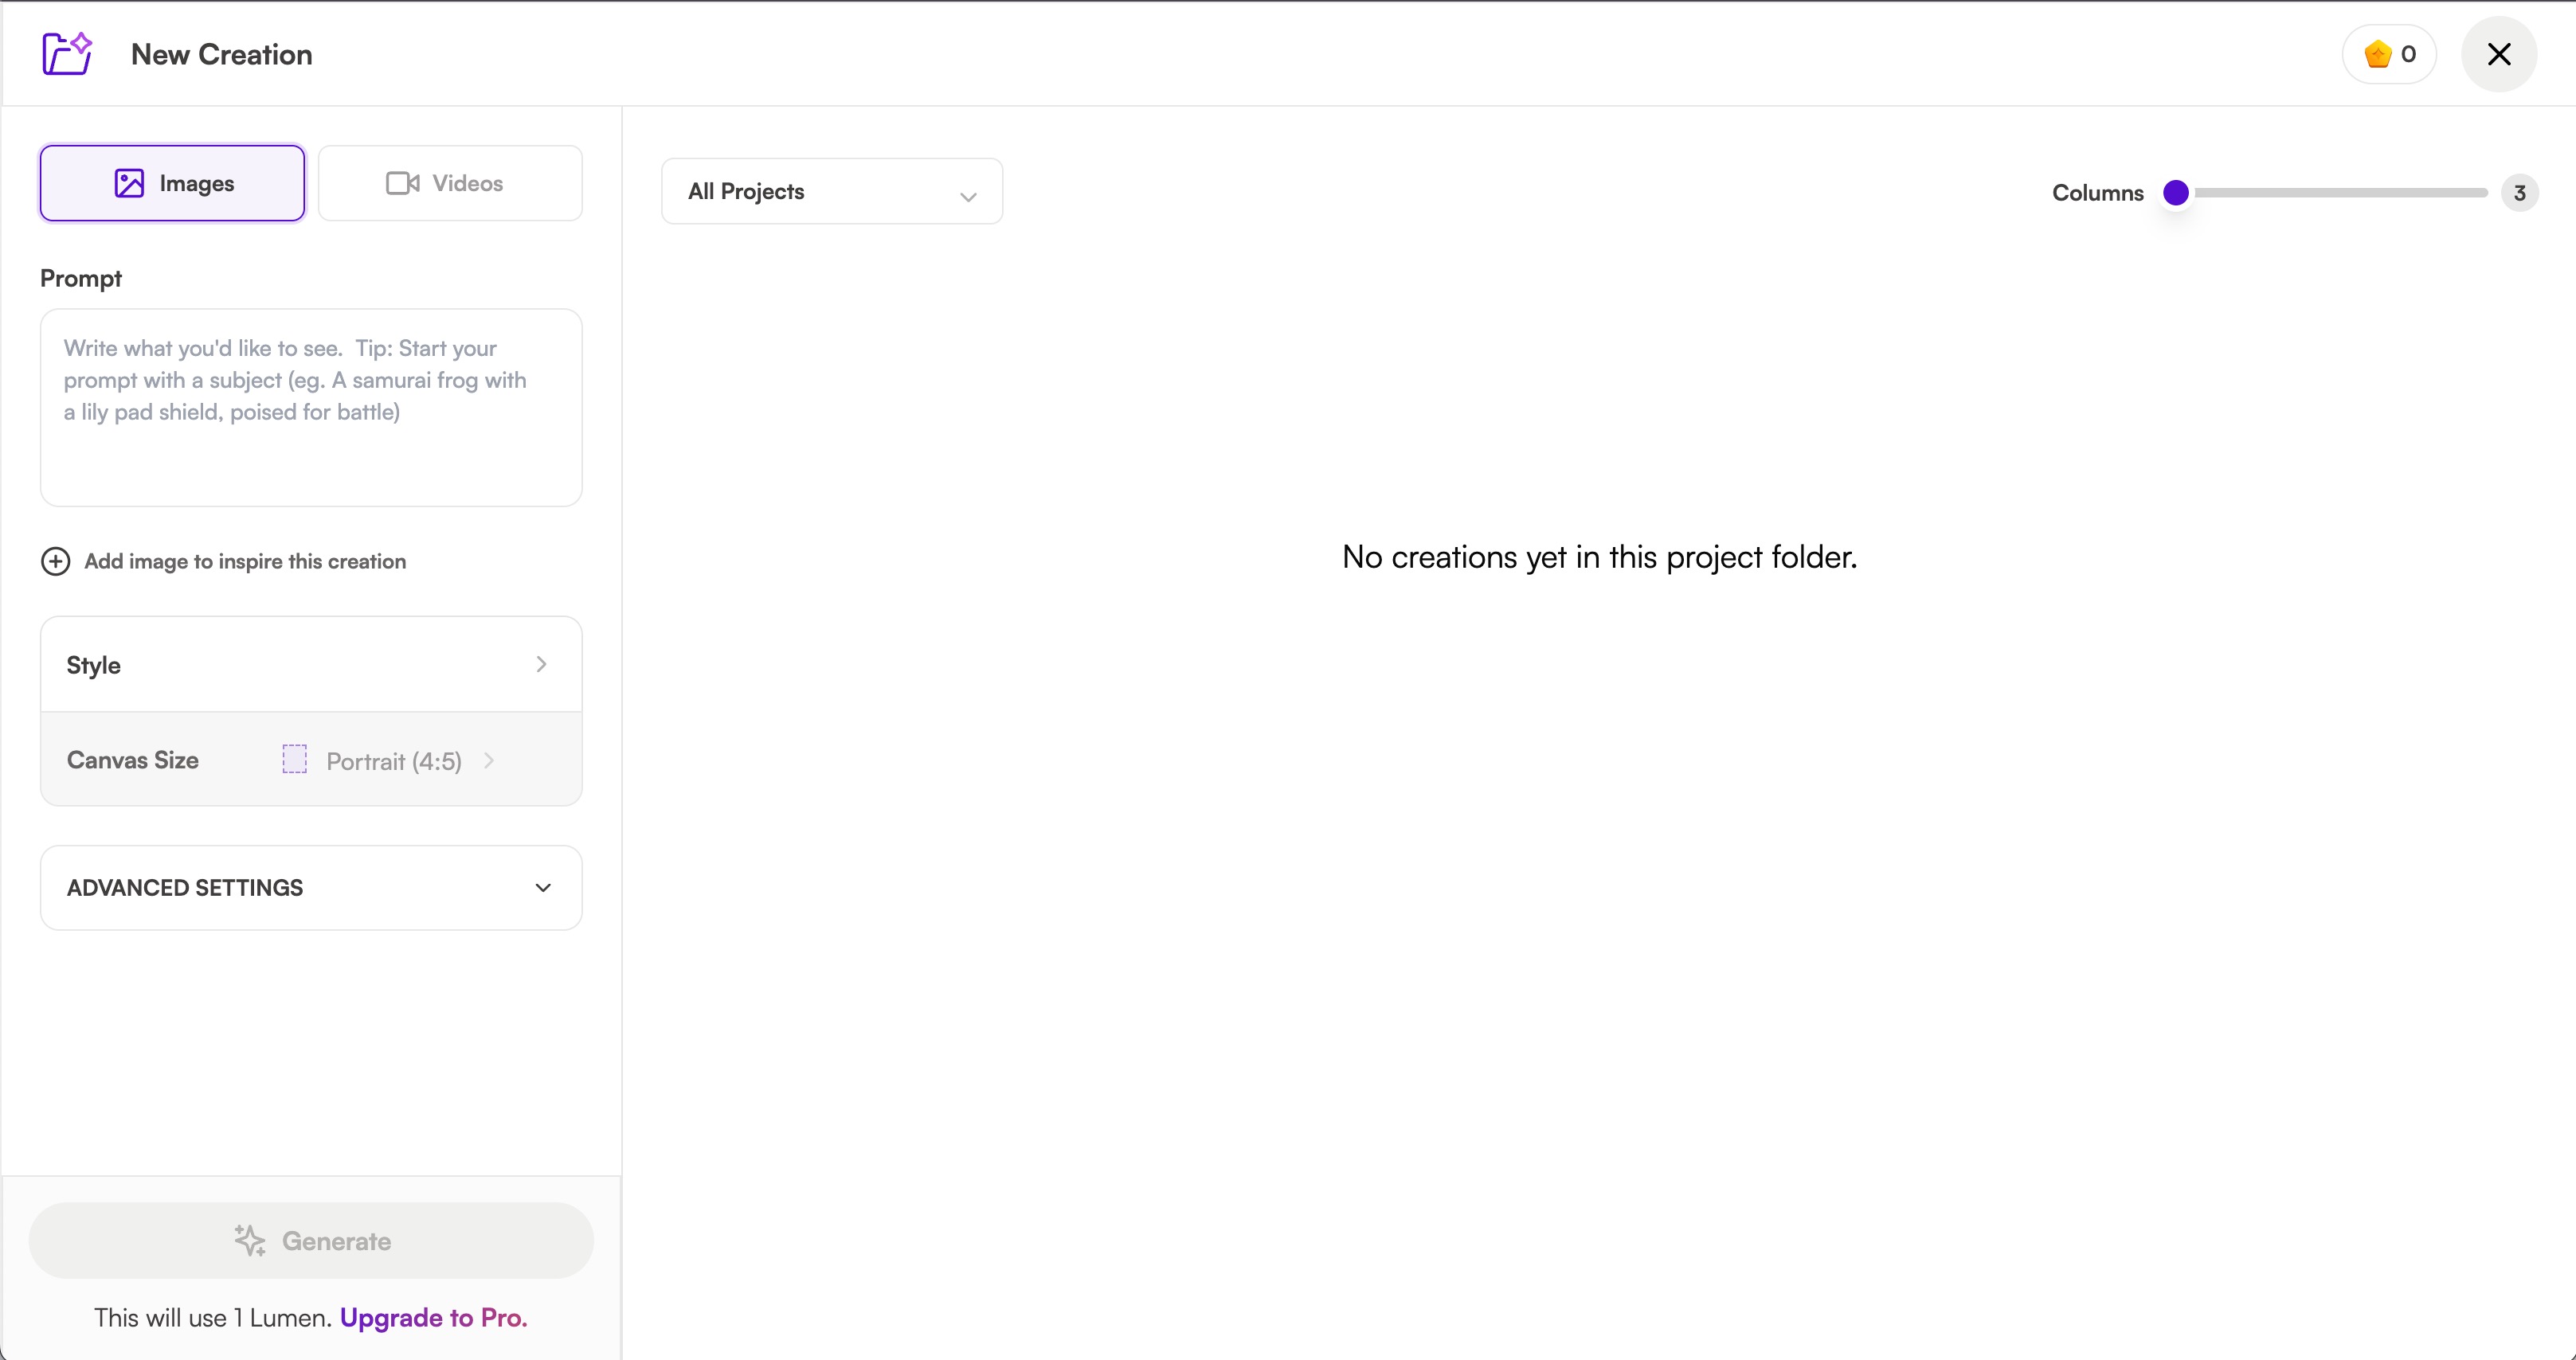 New Creation
0
Images
Videos
Prompt
Write what you'd like to see.  Tip: Start your
prompt with a subject (eg. A samurai frog with
a lily pad shield, poised for battle)
Add image to inspire this creation
Style
Canvas Size
Portrait (4:5)
ADVANCED SETTINGS
Generate
This will use 1 Lumen. Upgrade to Pro.
All Projects
Columns
3
No creations yet in this project folder.